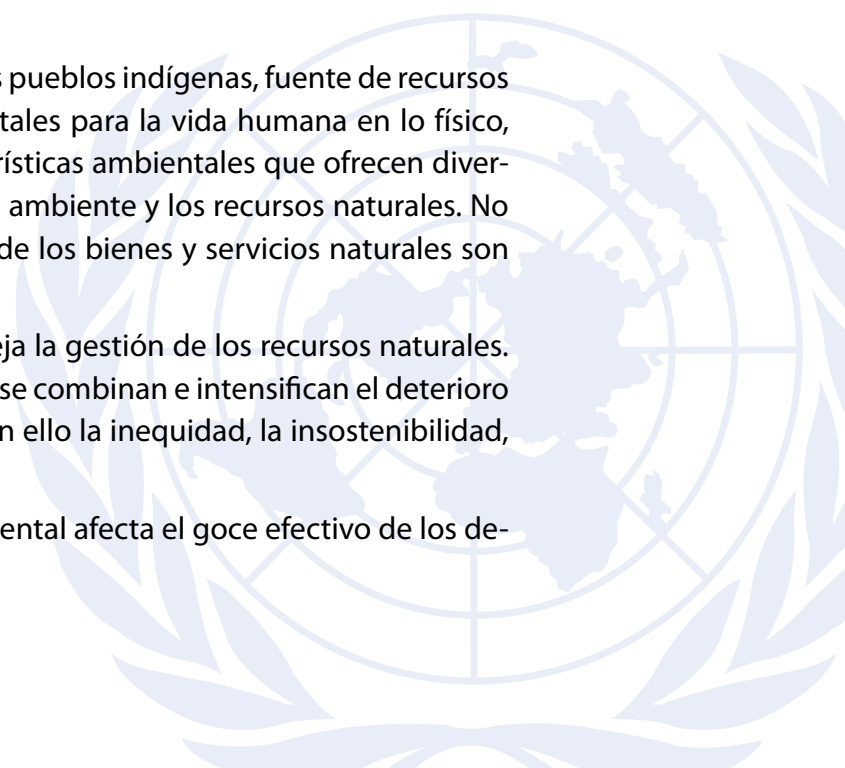 s pueblos indígenas, fuente de recursos
tales para la vida humana en lo físico,
rísticas ambientales que ofrecen diver-
ambiente y los recursos naturales. No
de los bienes y servicios naturales son
eja la gestión de los recursos naturales.
se combinan e intensifican el deterioro
n ello la inequidad, la insostenibilidad,
ental afecta el goce efectivo de los de-